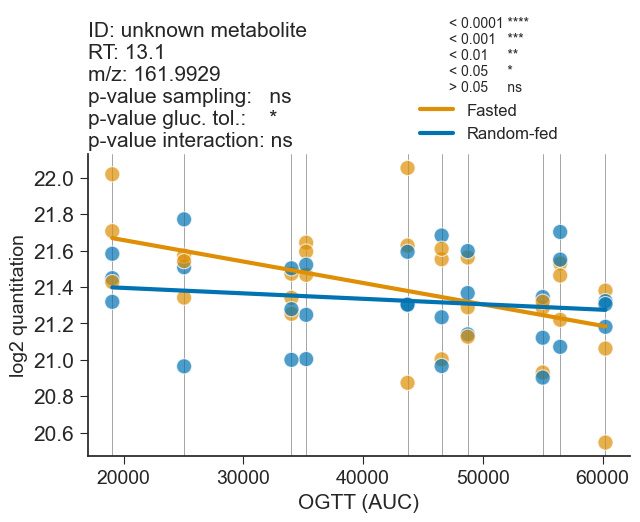 ID: unknown metabolite
RT: 13.1
m/z: 161.9929
p-value sampling: ns
p-value gluc. tol.: *
p-value interaction: ns
< 0.0001 ****
< 0.001 ***
< 0.01 **
< 0.05 *
> 0.05 ns
Fasted
Random-fed
log2 quantitation
22.0
21.8
21.6
21.4
21.2
21.0
20.8
20.6
20000 30000 40000 50000 60000
OGTT (AUC)